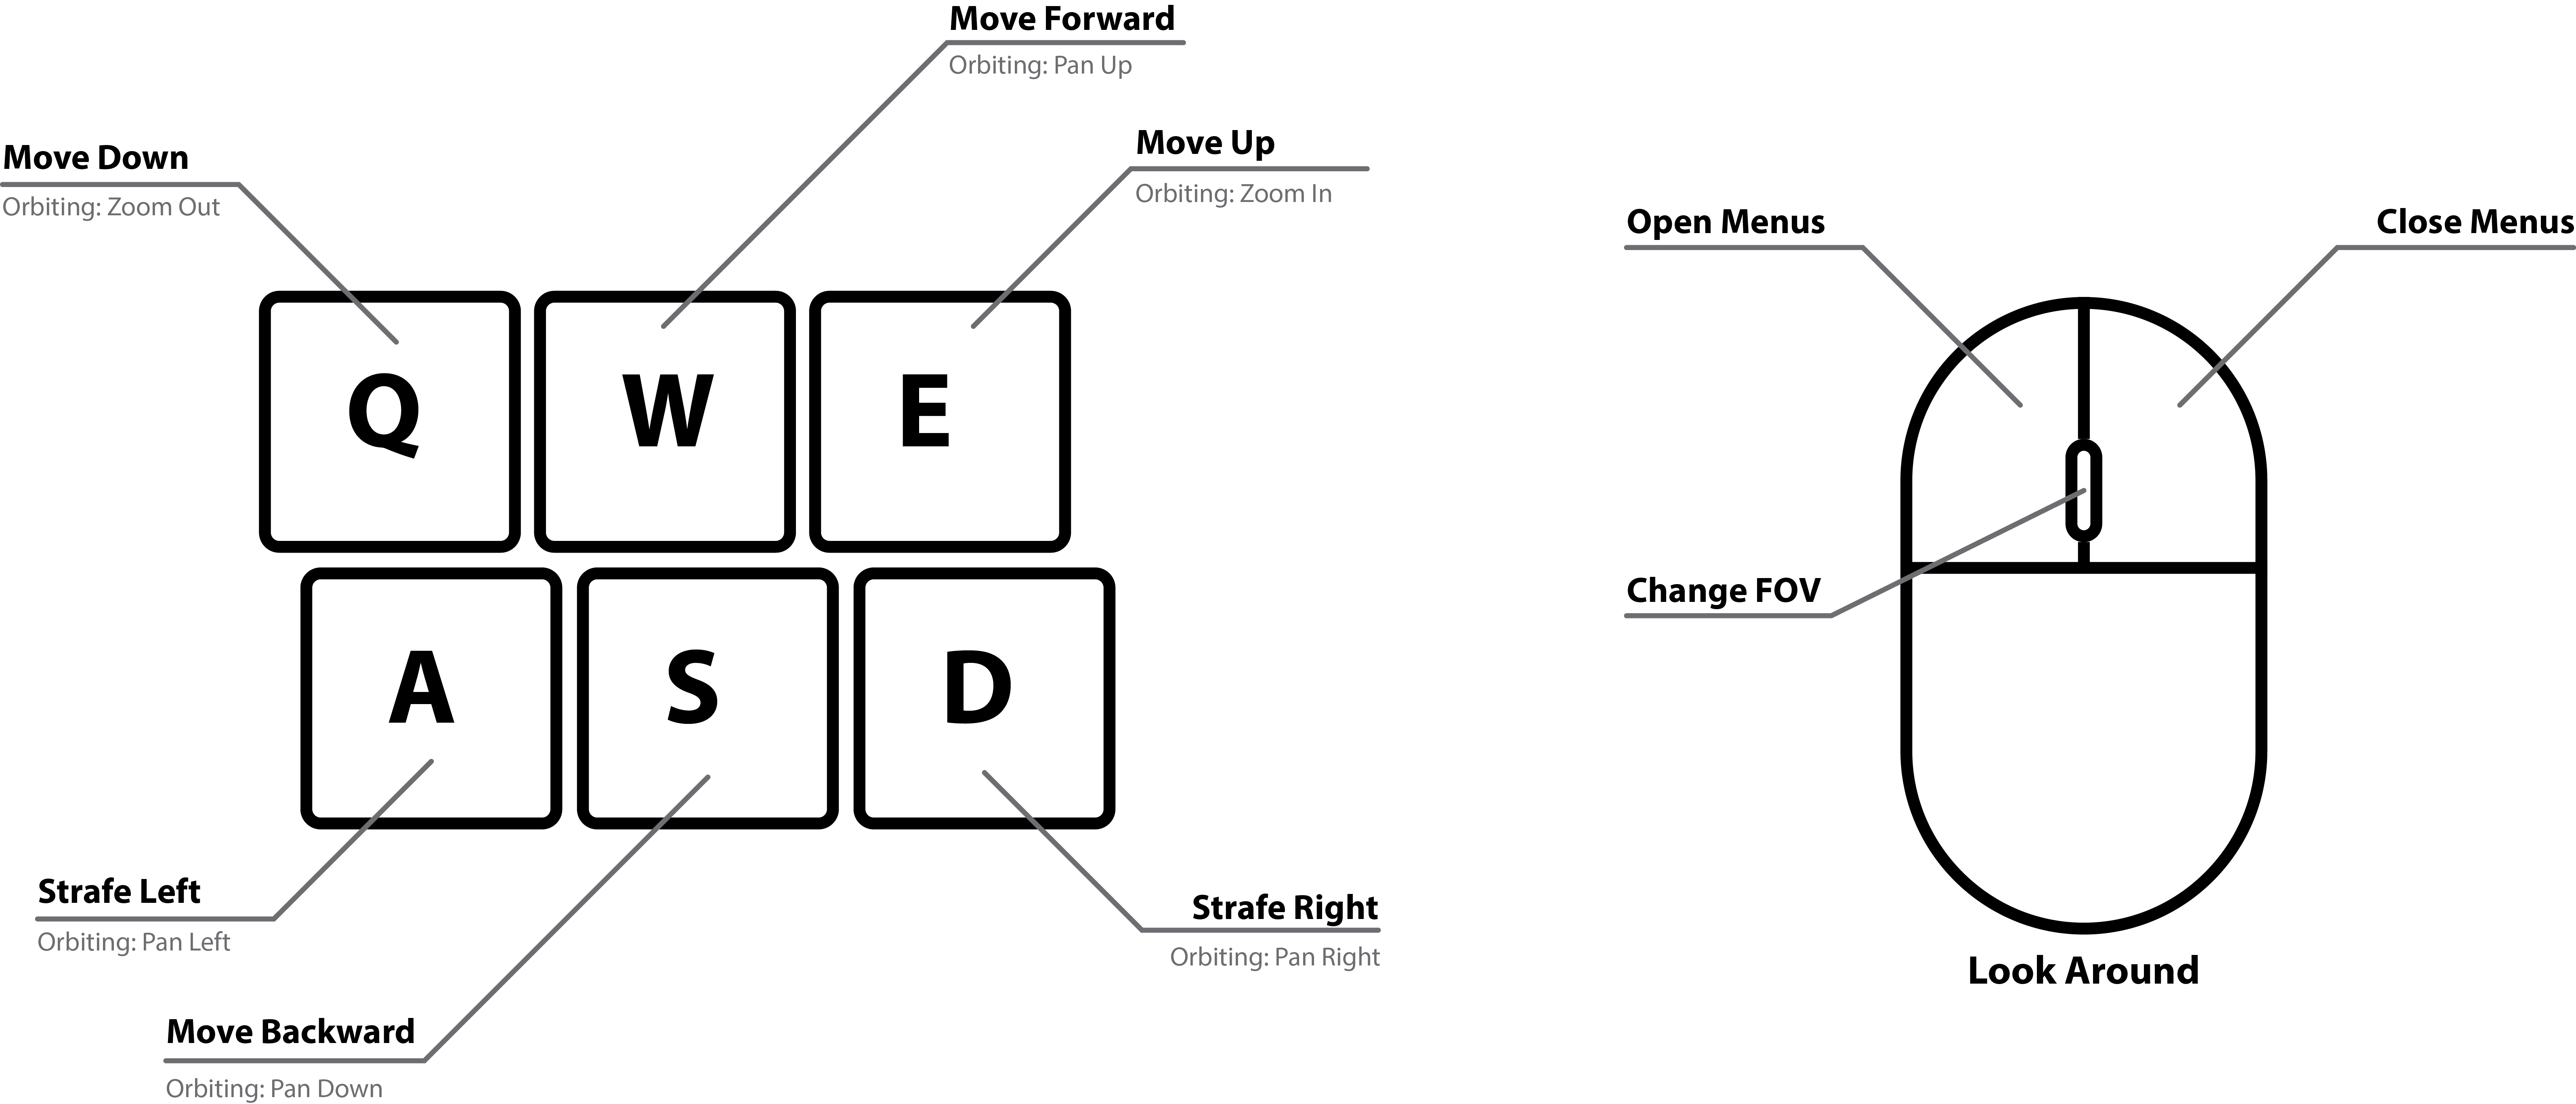 Move Forward
Orbiting: Pan Up
Move Down
Orbiting: Zoom Out
Move Up
Orbiting: Zoom In
Q W E
A S D
Strafe Left
Orbiting: Pan Left
Strafe Right
Orbiting: Pan Right
Move Backward
Orbiting: Pan Down
Open Menus
Close Menus
Change FOV
Look Around